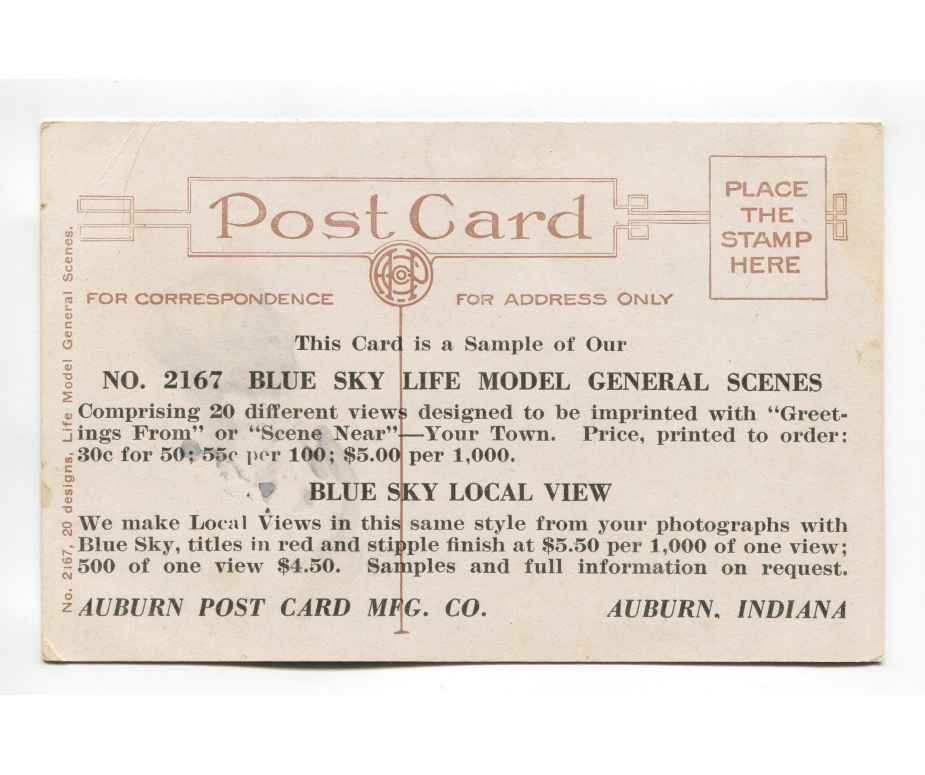 Post Card
PLACE
THE
STAMP
HERE
FOR CORRESPONDENCE
FOR ADDRESS ONLY
This Card is a Sample of Our
NO. 2167 BLUE SKY LIFE MODEL GENERAL SCENES
Comprising 20 different views designed to be imprinted with “Greet-
ings From” or “Scene Near”—Your Town. Price, printed to order:
30c for 50; 55c per 100; $5.00 per 1,000.
BLUE SKY LOCAL VIEW
We make Local Views in this same style from your photographs with
Blue Sky, titles in red and stipple finish at $5.50 per 1,000 of one view;
500 of one view $4.50. Samples and full information on request.
AUBURN POST CARD MFG. CO.
AUBURN, INDIANA
No. 2167, 20 designs, Life Model General Scenes.